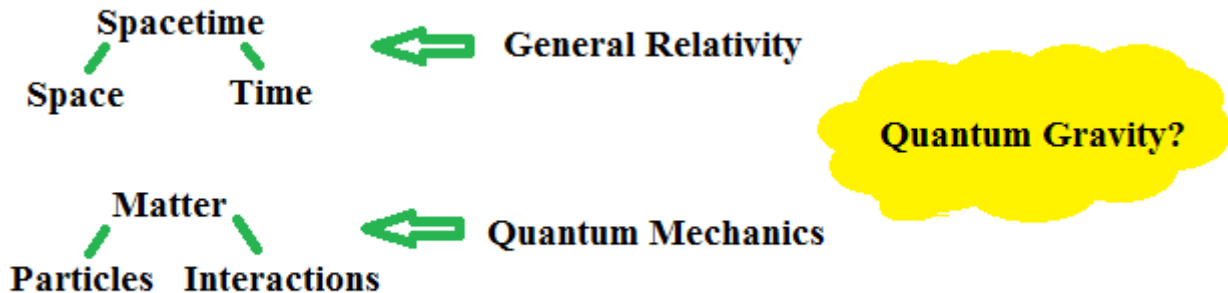 Spacetime
General Relativity
Space
Time
Quantum Gravity?
Matter
Quantum Mechanics
Particles
Interactions